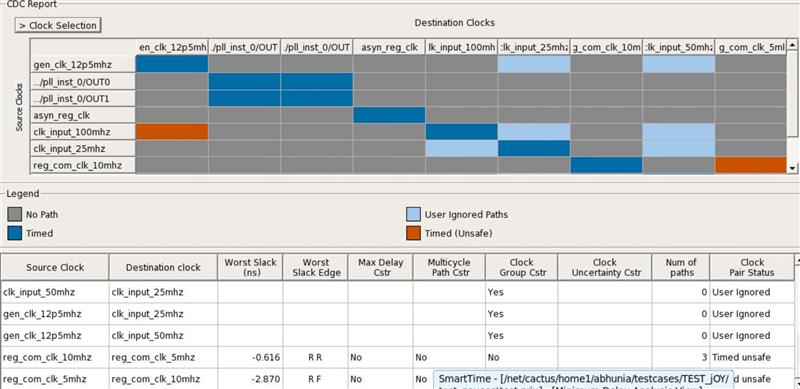 CDC Report
> Clock Selection
Destination Clocks
en_clk_12p5mh ./pll_inst_0/OUT ./pll_inst_0/OUT asyn_reg_clk lk_input_100mh :lk_input_25mhz g_com_clk_10m :lk_input_50mhz g_com_clk_5ml
Source Clocks
gen_clk_12p5mhz
.../pll_inst_0/OUT0
.../pll_inst_0/OUT1
asyn_reg_clk
clk_input_100mhz
clk_input_25mhz
reg_com_clk_10mhz
Legend
No Path User Ignored Paths
Timed Timed (Unsafe)
Source Clock Destination clock Worst Slack (ns) Worst Slack Edge Max Delay Cstr Multicycle Path Cstr Clock Group Cstr Clock Uncertainty Cstr Num of paths Clock Pair Status
clk_input_50mhz clk_input_25mhz Yes 0 User Ignored
gen_clk_12p5mhz clk_input_25mhz Yes 0 User Ignored
gen_clk_12p5mhz clk_input_50mhz Yes 0 User Ignored
reg_com_clk_10mhz reg_com_clk_5mhz -0.616 R R No No No 3 Timed unsafe
reg_com_clk_10mhz reg_com_clk_5mhz -2.870 R F No No
SmartTime - [/net/cactus/home1/abhunia/testcases/TEST_JOY/